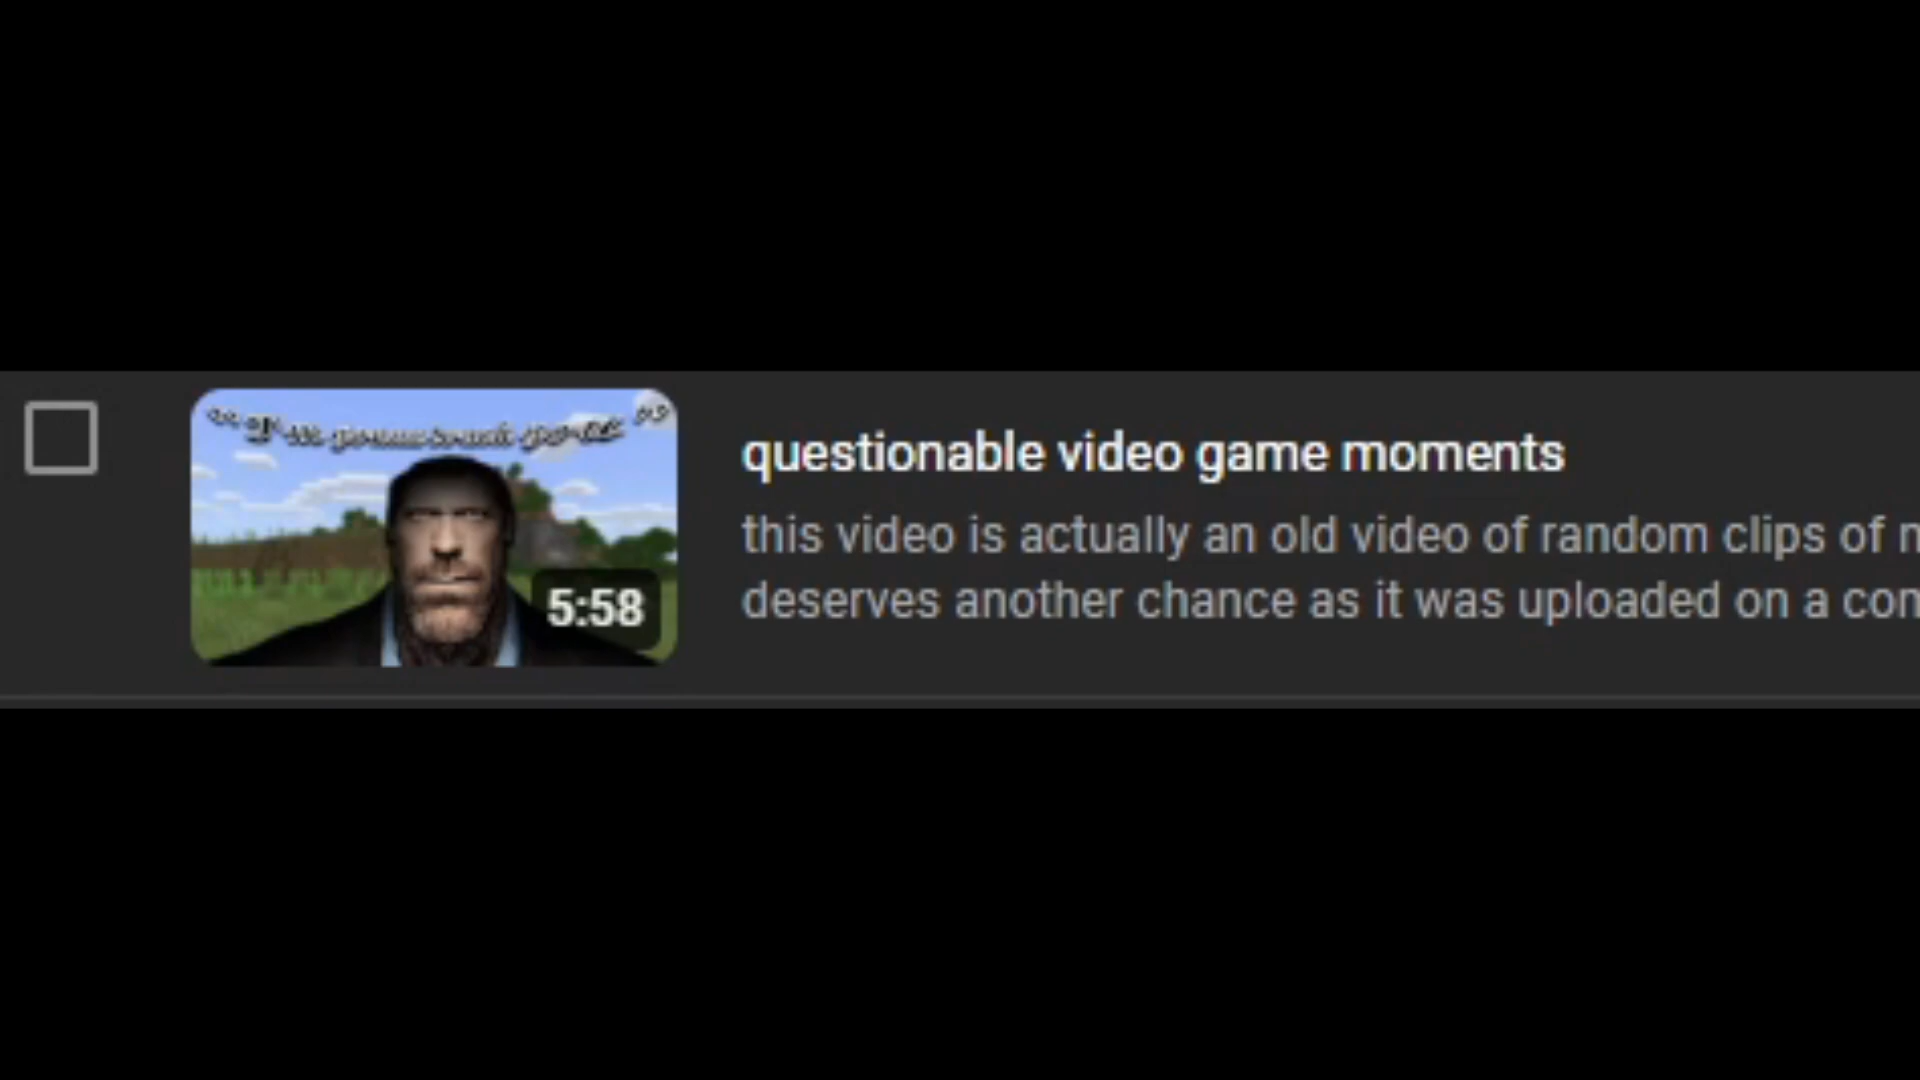 questionable video game moments
this video is actually an old video of random clips of
deserves another chance as it was uploaded on a
5:58